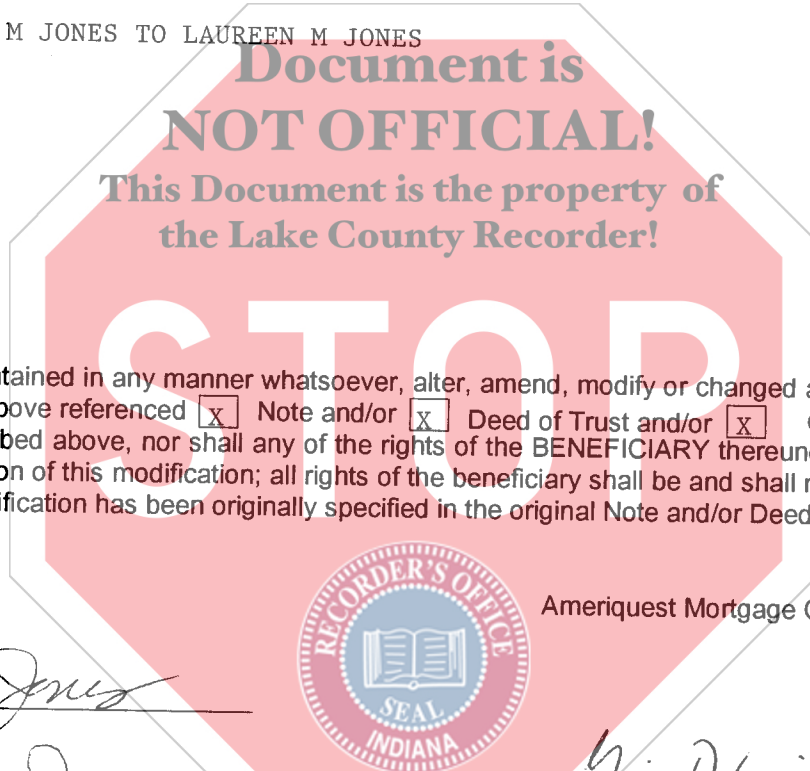 M JONES TO LAUREEN M JONES
Document is
NOT OFFICIAL!
This Document is the property of
the Lake County Recorder!
STOP
tained in any manner whatsoever, alter, amend, modify or changed
bove referenced X Note and/or X Deed of Trust and/or X
bed above, nor shall any of the rights of the BENEFICIARY thereun
on of this modification; all rights of the beneficiary shall be and shall
ification has been originally specified in the original Note and/or Deed
RECORDER'S OFFICE
SEAL
INDIANA
Ameriquest Mortgage
Jones